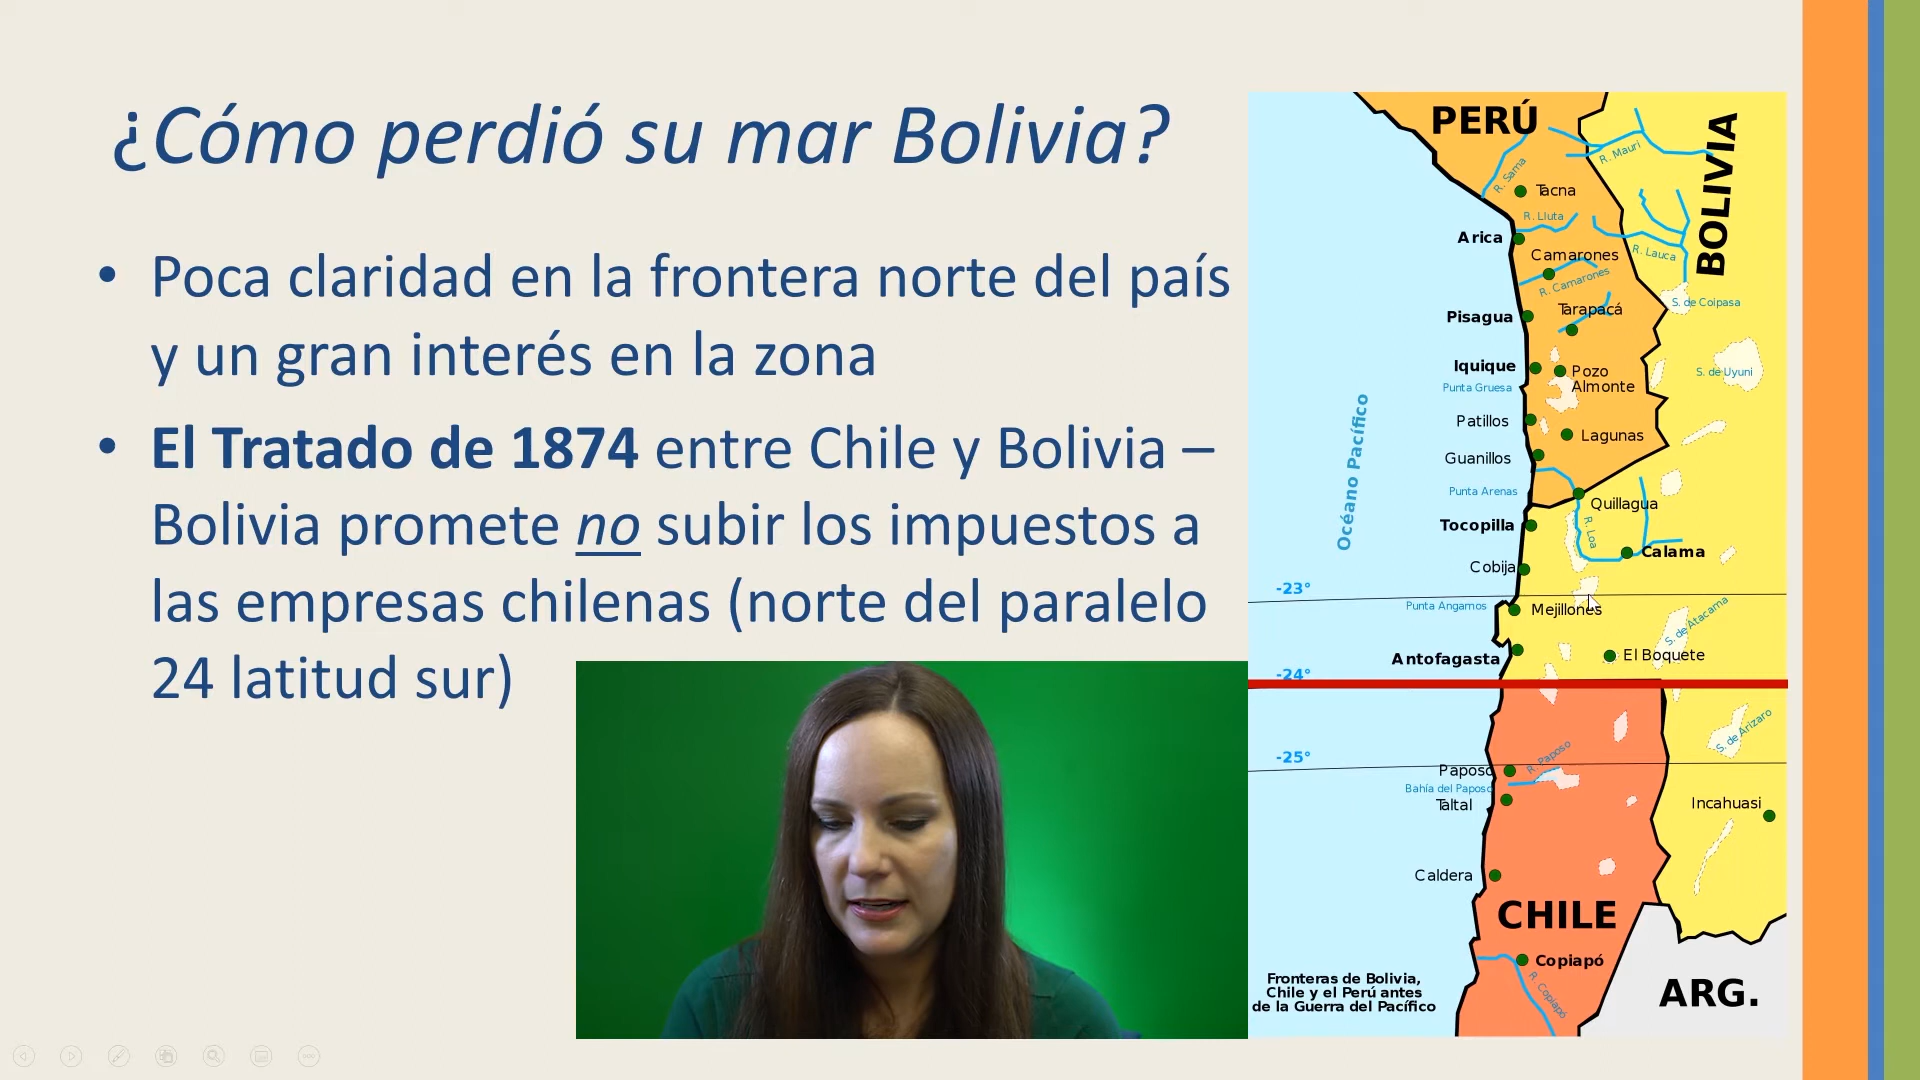 ¿Cómo perdió su mar Bolivia?
• Poca claridad en la frontera norte del país
y un gran interés en la zona
• El Tratado de 1874 entre Chile y Bolivia –
Bolivia promete no subir los impuestos a
las empresas chilenas (norte del paralelo
24 latitud sur)
PERÚ
BOLIVIA
R. Mauri
R. Sama
Tacna
R. Lluta
Arica
Camarones
R. Lauca
R. Camarones
S. de Coipasa
Tarapacá
Pisagua
Iquique
Pozo
Almonte
S. de Uyuni
Punta Gruesa
Patillos
Lagunas
Guanillos
Océano Pacífico
Punta Arenas
Quillagua
Tocopilla
R. Loa
Calama
Cobija
-23°
Punta Angamos
Mejillones
S. de Atacama
Antofagasta
El Boquete
-24°
S. de Arizaro
-25°
Paposo
R. Paposo
Bahía del Paposo
Taltal
Incahuasi
Caldera
CHILE
Copiapó
R. Copiapó
ARG.
Fronteras de Bolivia,
Chile y el Perú antes
de la Guerra del Pacífico